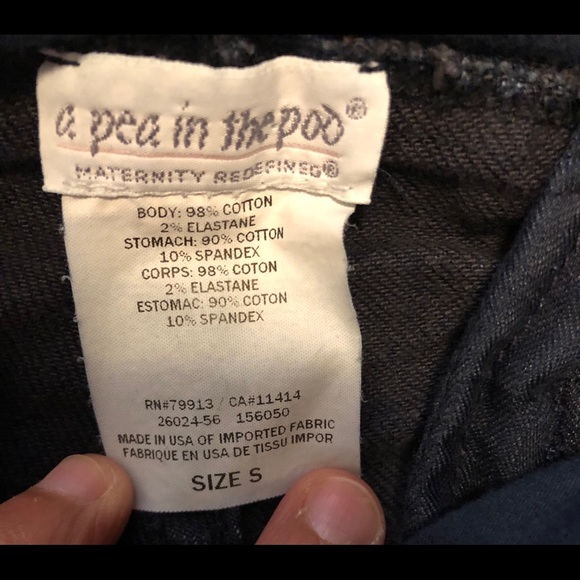 a pea in the pod®
MATERNITY REDEFINED®
BODY: 98% COTTON
2% ELASTANE
STOMACH: 90% COTTON
10% SPANDEX
CORPS: 98% COTON
2% ELASTANE
ESTOMAC: 90% COTON
10% SPANDEX
RN#79913 / CA#11414
26024-56 156050
MADE IN USA OF IMPORTED FABRIC
FABRIQUE EN USA DE TISSU IMPOR
SIZE S